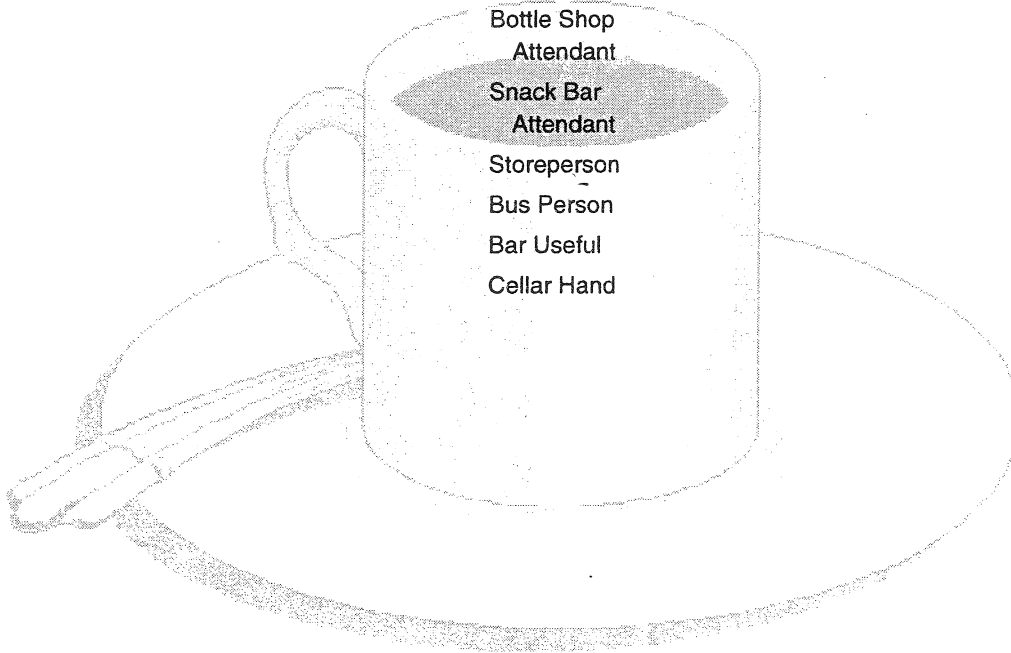 Bottle Shop
Attendant
Snack Bar
Attendant
Storeperson
Bus Person
Bar Useful
Cellar Hand